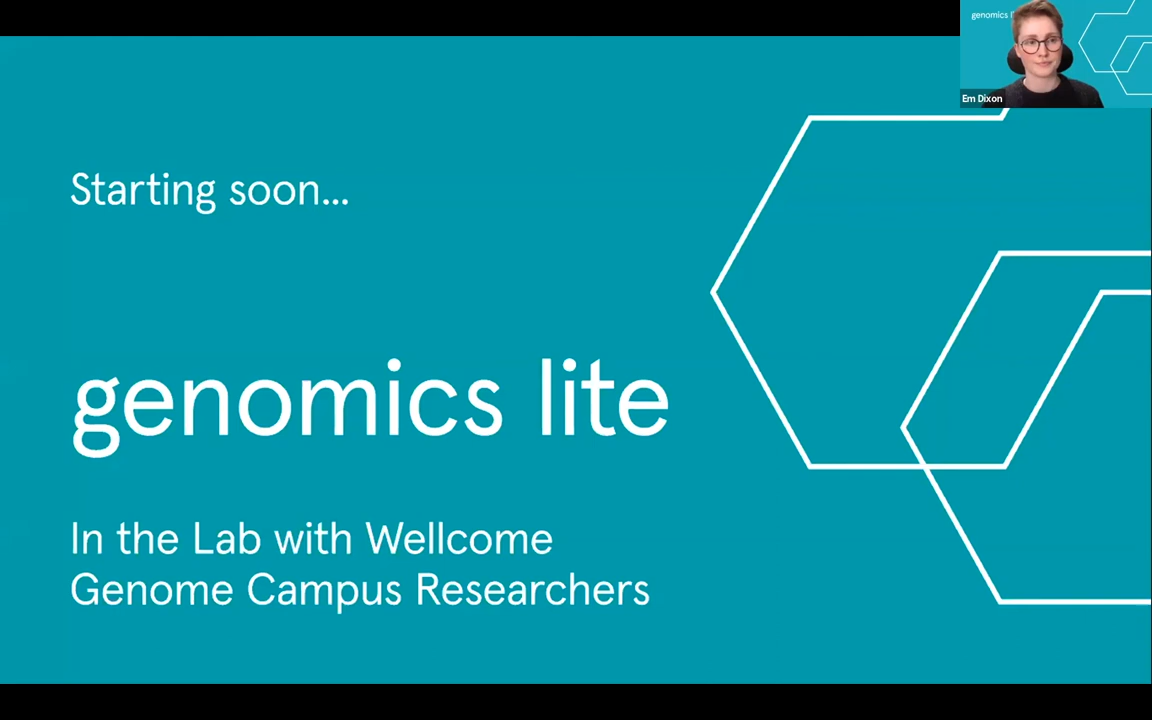 genomics
Em Dixon
Starting soon...
genomics lite
In the Lab with Wellcome
Genome Campus Researchers